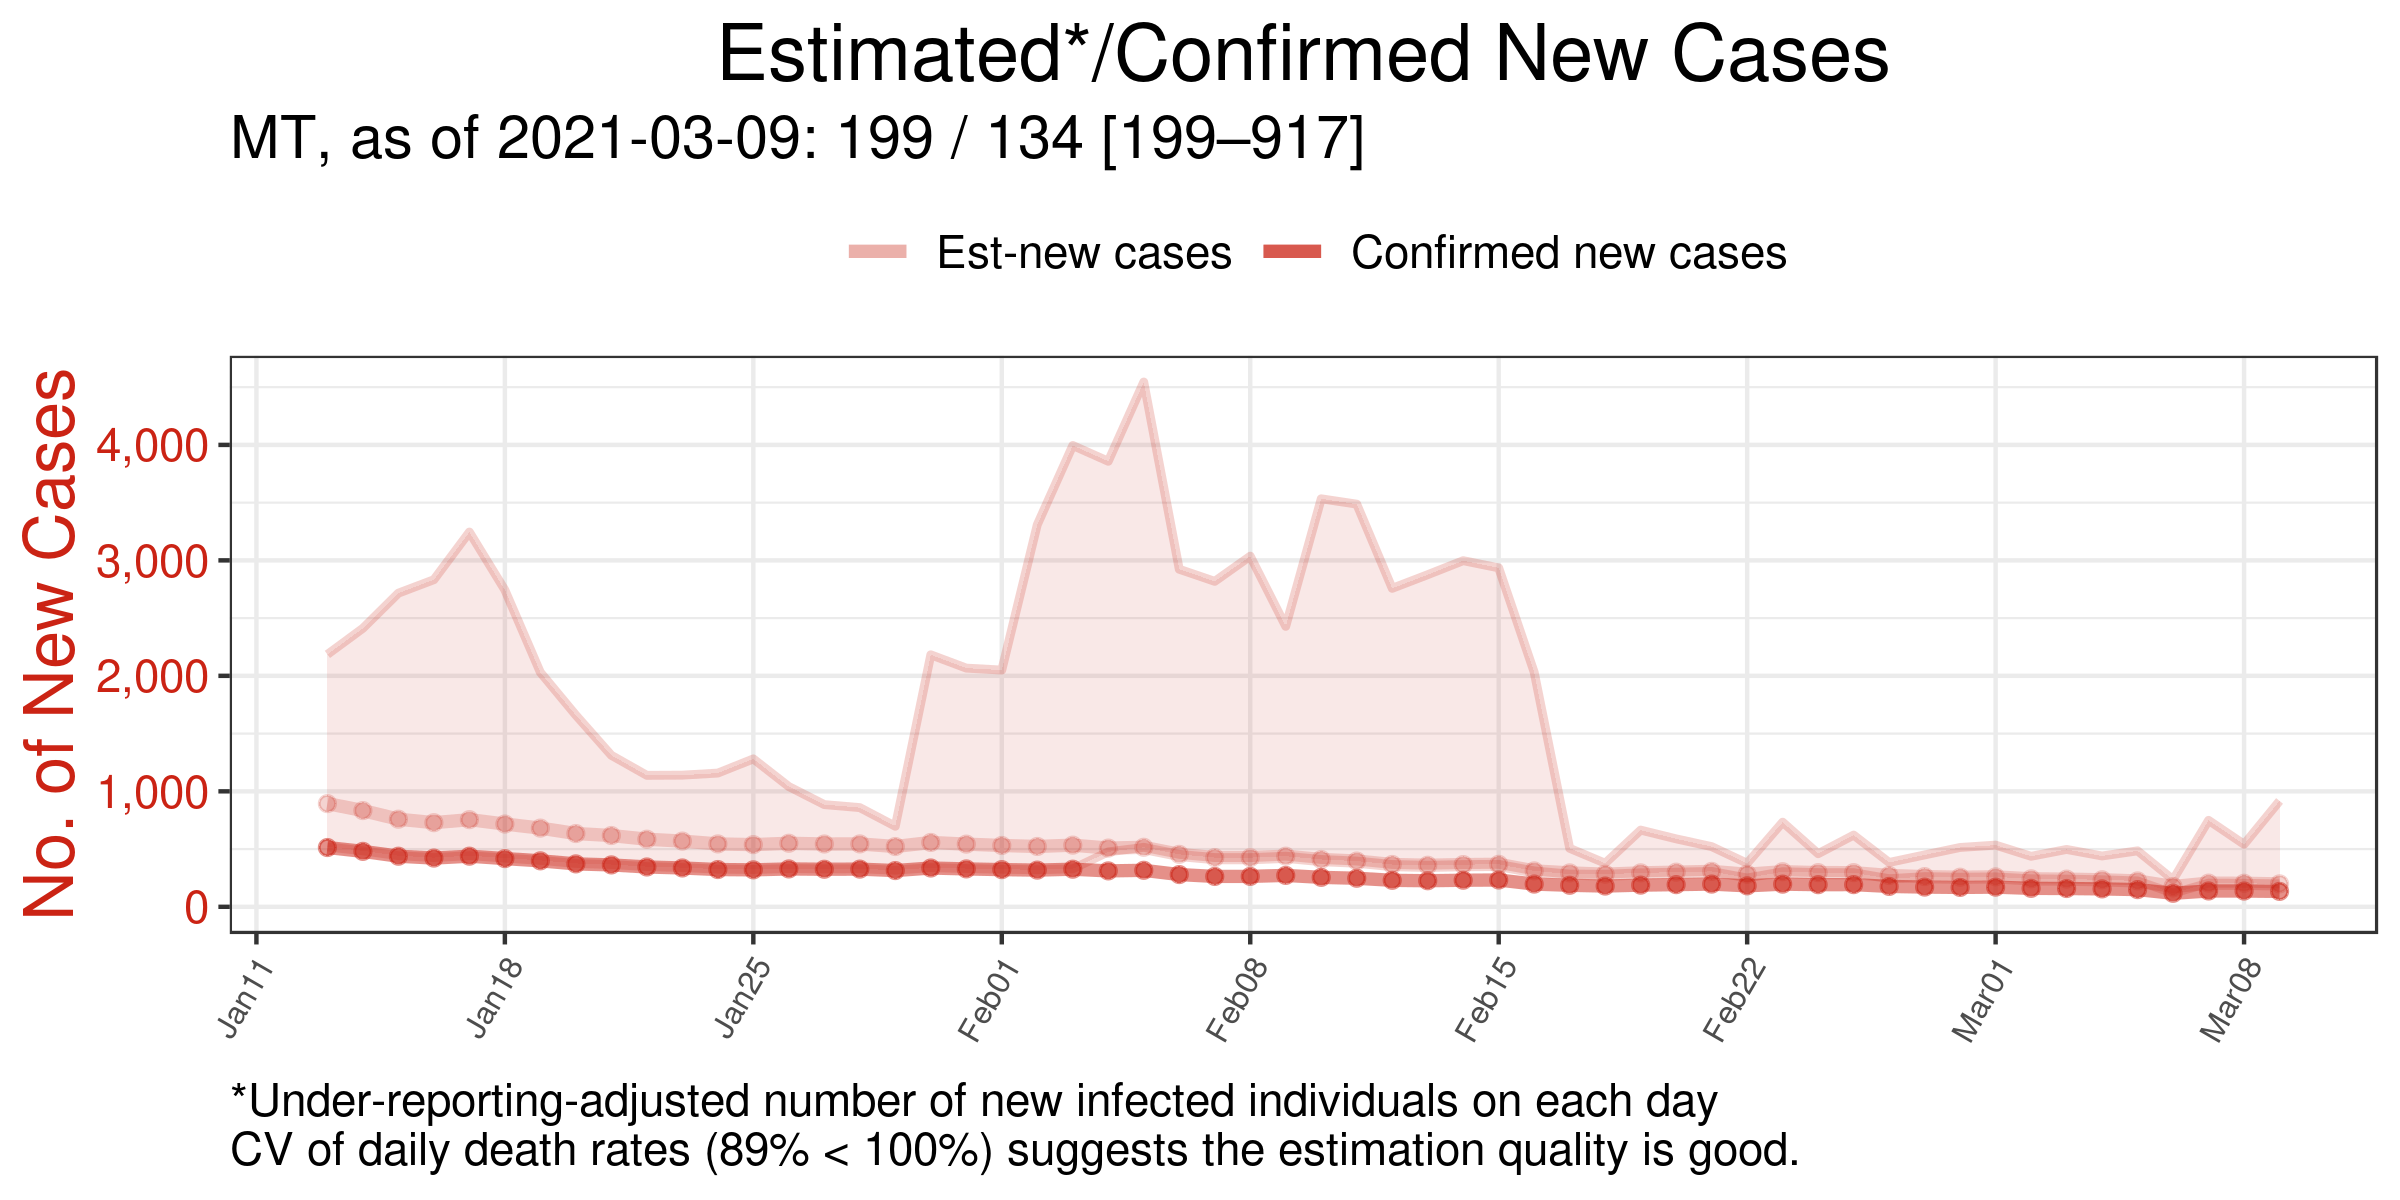 Estimated*/Confirmed New Cases
MT, as of 2021-03-09: 199 / 134 [199–917]
Est-new cases
Confirmed new cases
No. of New Cases
4,000
3,000
2,000
1,000
0
Jan11
Jan18
Jan25
Feb01
Feb08
Feb15
Feb22
Mar01
Mar08
*Under-reporting-adjusted number of new infected individuals on each day
CV of daily death rates (89% < 100%) suggests the estimation quality is good.